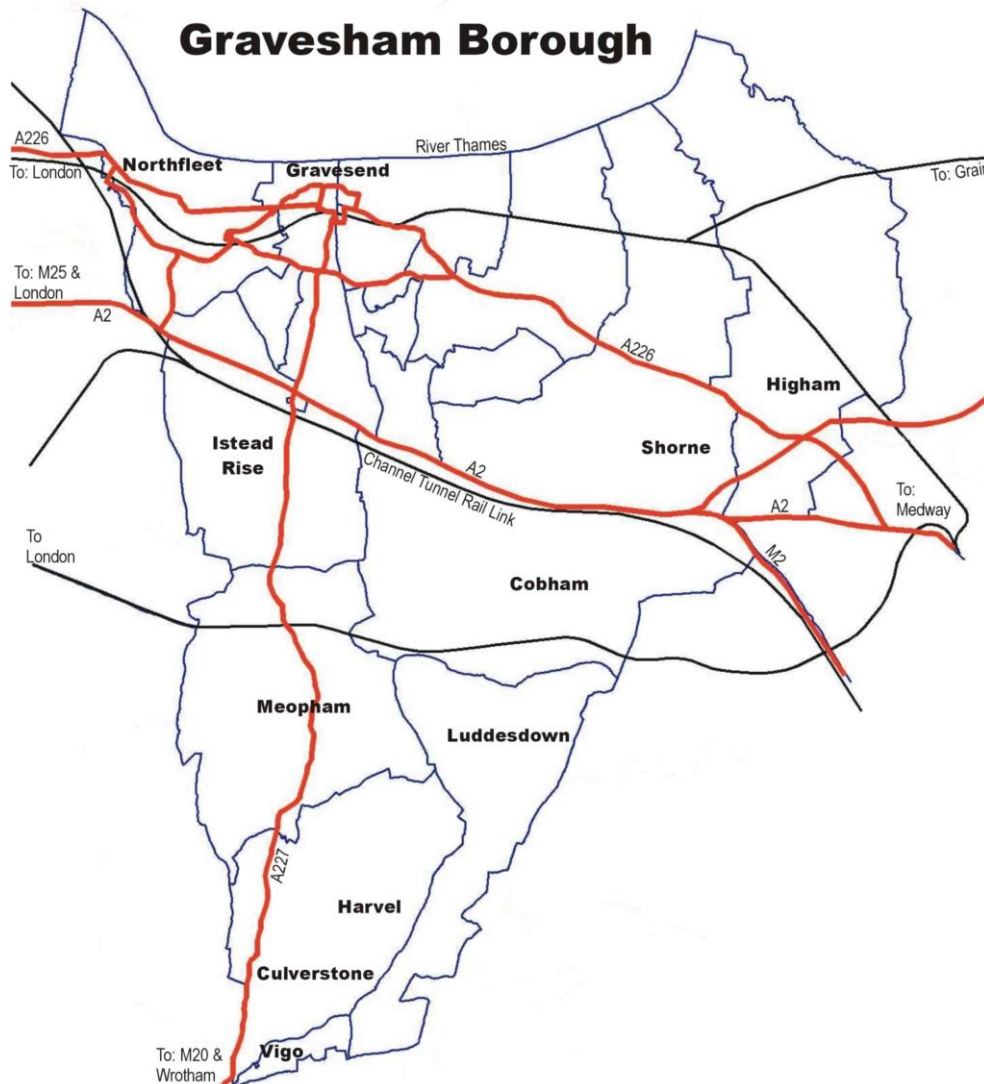 Gravesham Borough
A226
To: London
Northfleet
Gravesend
River Thames
To: Grain
To: M25 &
London
A2
A226
Higham
Istead
Rise
Shorne
Channel Tunnel Rail Link
A2
To:
Medway
A2
To
London
M2
Cobham
Meopham
Luddesdown
A227
Harvel
Culverstone
Vigo
To: M20 &
Wrotham